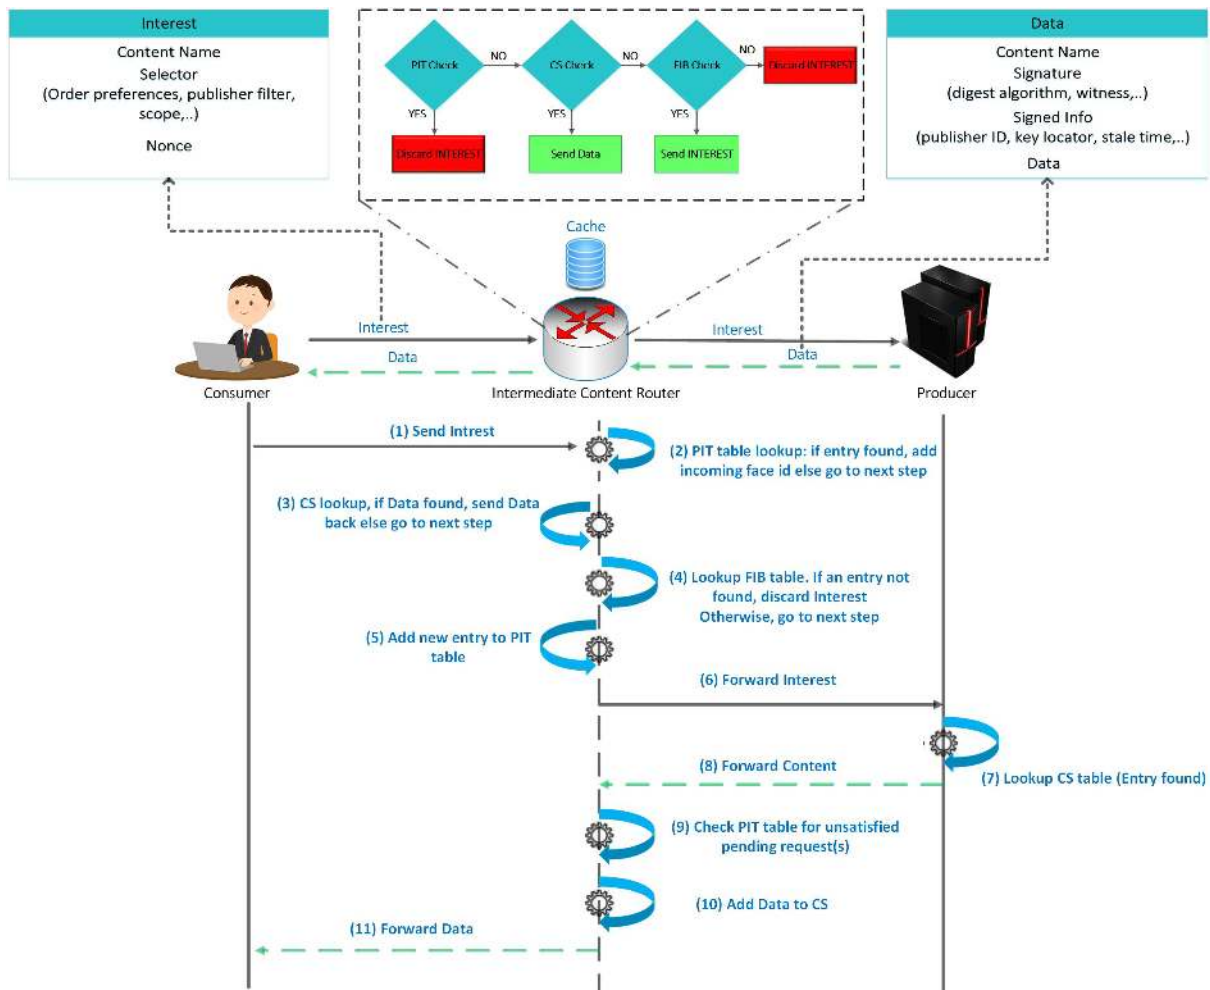 Interest
Content Name
Selector
(Order preferences, publisher filter,
scope,..)
Nonce
PIT Check
NO
CS Check
NO
FIB Check
NO
Discard INTEREST
YES
YES
YES
Discard INTEREST
Send Data
Send INTEREST
Data
Content Name
Signature
(digest algorithm, witness,..)
Signed Info
(publisher ID, key locator, stale time,..)
Data
Cache
Interest
Data
Interest
Data
Consumer
Intermediate Content Router
Producer
(1) Send Intrest
(2) PIT table lookup: if entry found, add
incoming face id else go to next step
(3) CS lookup, if Data found, send Data
back else go to next step
(4) Lookup FIB table. If an entry not
found, discard Interest
Otherwise, go to next step
(5) Add new entry to PIT
table
(6) Forward Interest
(7) Lookup CS table (Entry found)
(8) Forward Content
(9) Check PIT table for unsatisfied
pending request(s)
(10) Add Data to CS
(11) Forward Data